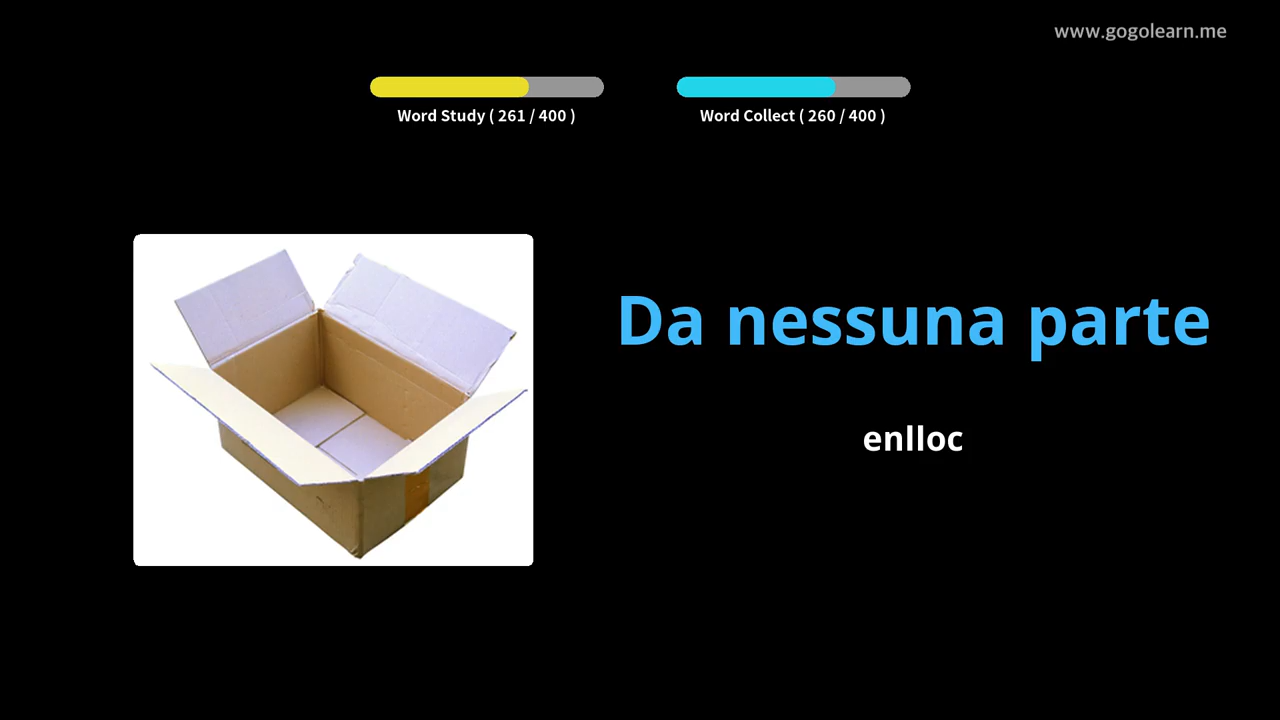 www.gogolearn.me
Word Study ( 261 / 400 )
Word Collect ( 260 / 400 )
Da nessuna parte
enlloc